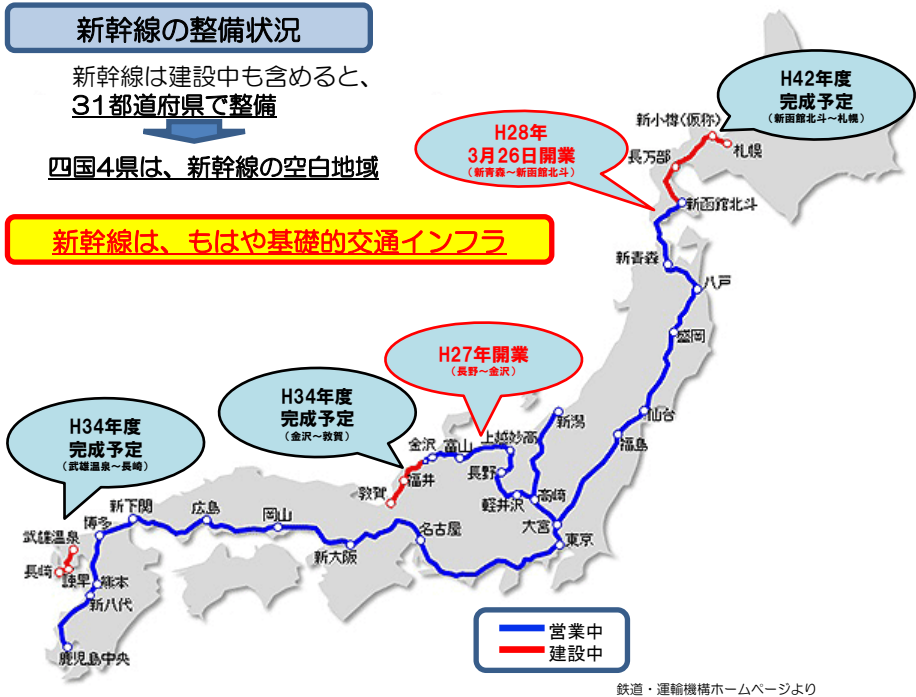 新幹線の整備状況
新幹線は建設中も含めると、
31都道府県で整備
四国4県は、新幹線の空白地域
新幹線は、もはや基礎的交通インフラ
H42年度
完成予定
(新函館北斗~札幌)
H28年
3月26日開業
(新青森~新函館北斗)
新小樽(仮称)
札幌
長万部
新函館北斗
新青森
八戸
盛岡
仙台
福島
新潟
H27年開業
(長野~金沢)
H34年度
完成予定
(金沢~敦賀)
H34年度
完成予定
(武雄温泉~長崎)
金沢
富山
上越妙高
長野
軽井沢
高崎
大宮
東京
福井
敦賀
名古屋
新大阪
岡山
広島
新下関
博多
武雄温泉
長崎
諫早
熊本
新八代
鹿児島中央
営業中
建設中
鉄道・運輸機構ホームページより